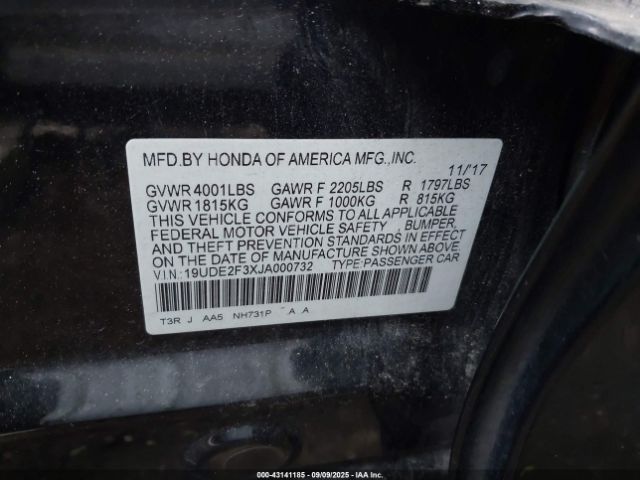 MFD.BY HONDA OF AMERICA MFG.,INC.
11/'17
GVWR 4001LBS GAWR F 2205LBS R 1797LBS
GVWR 1815KG GAWR F 1000KG R 815KG
THIS VEHICLE CONFORMS TO ALL APPLICABLE
FEDERAL MOTOR VEHICLE SAFETY , BUMPER,
AND THEFT PREVENTION STANDARDS IN EFFECT
ON THE DATE OF MANUFACTURE SHOWN ABOVE.
V.I.N.:19UDE2F3XJA000732 TYPE:PASSENGER CAR
T3R J AA5 NH731P A A
00-43141185 | 09/09/2025 | IAA Inc.